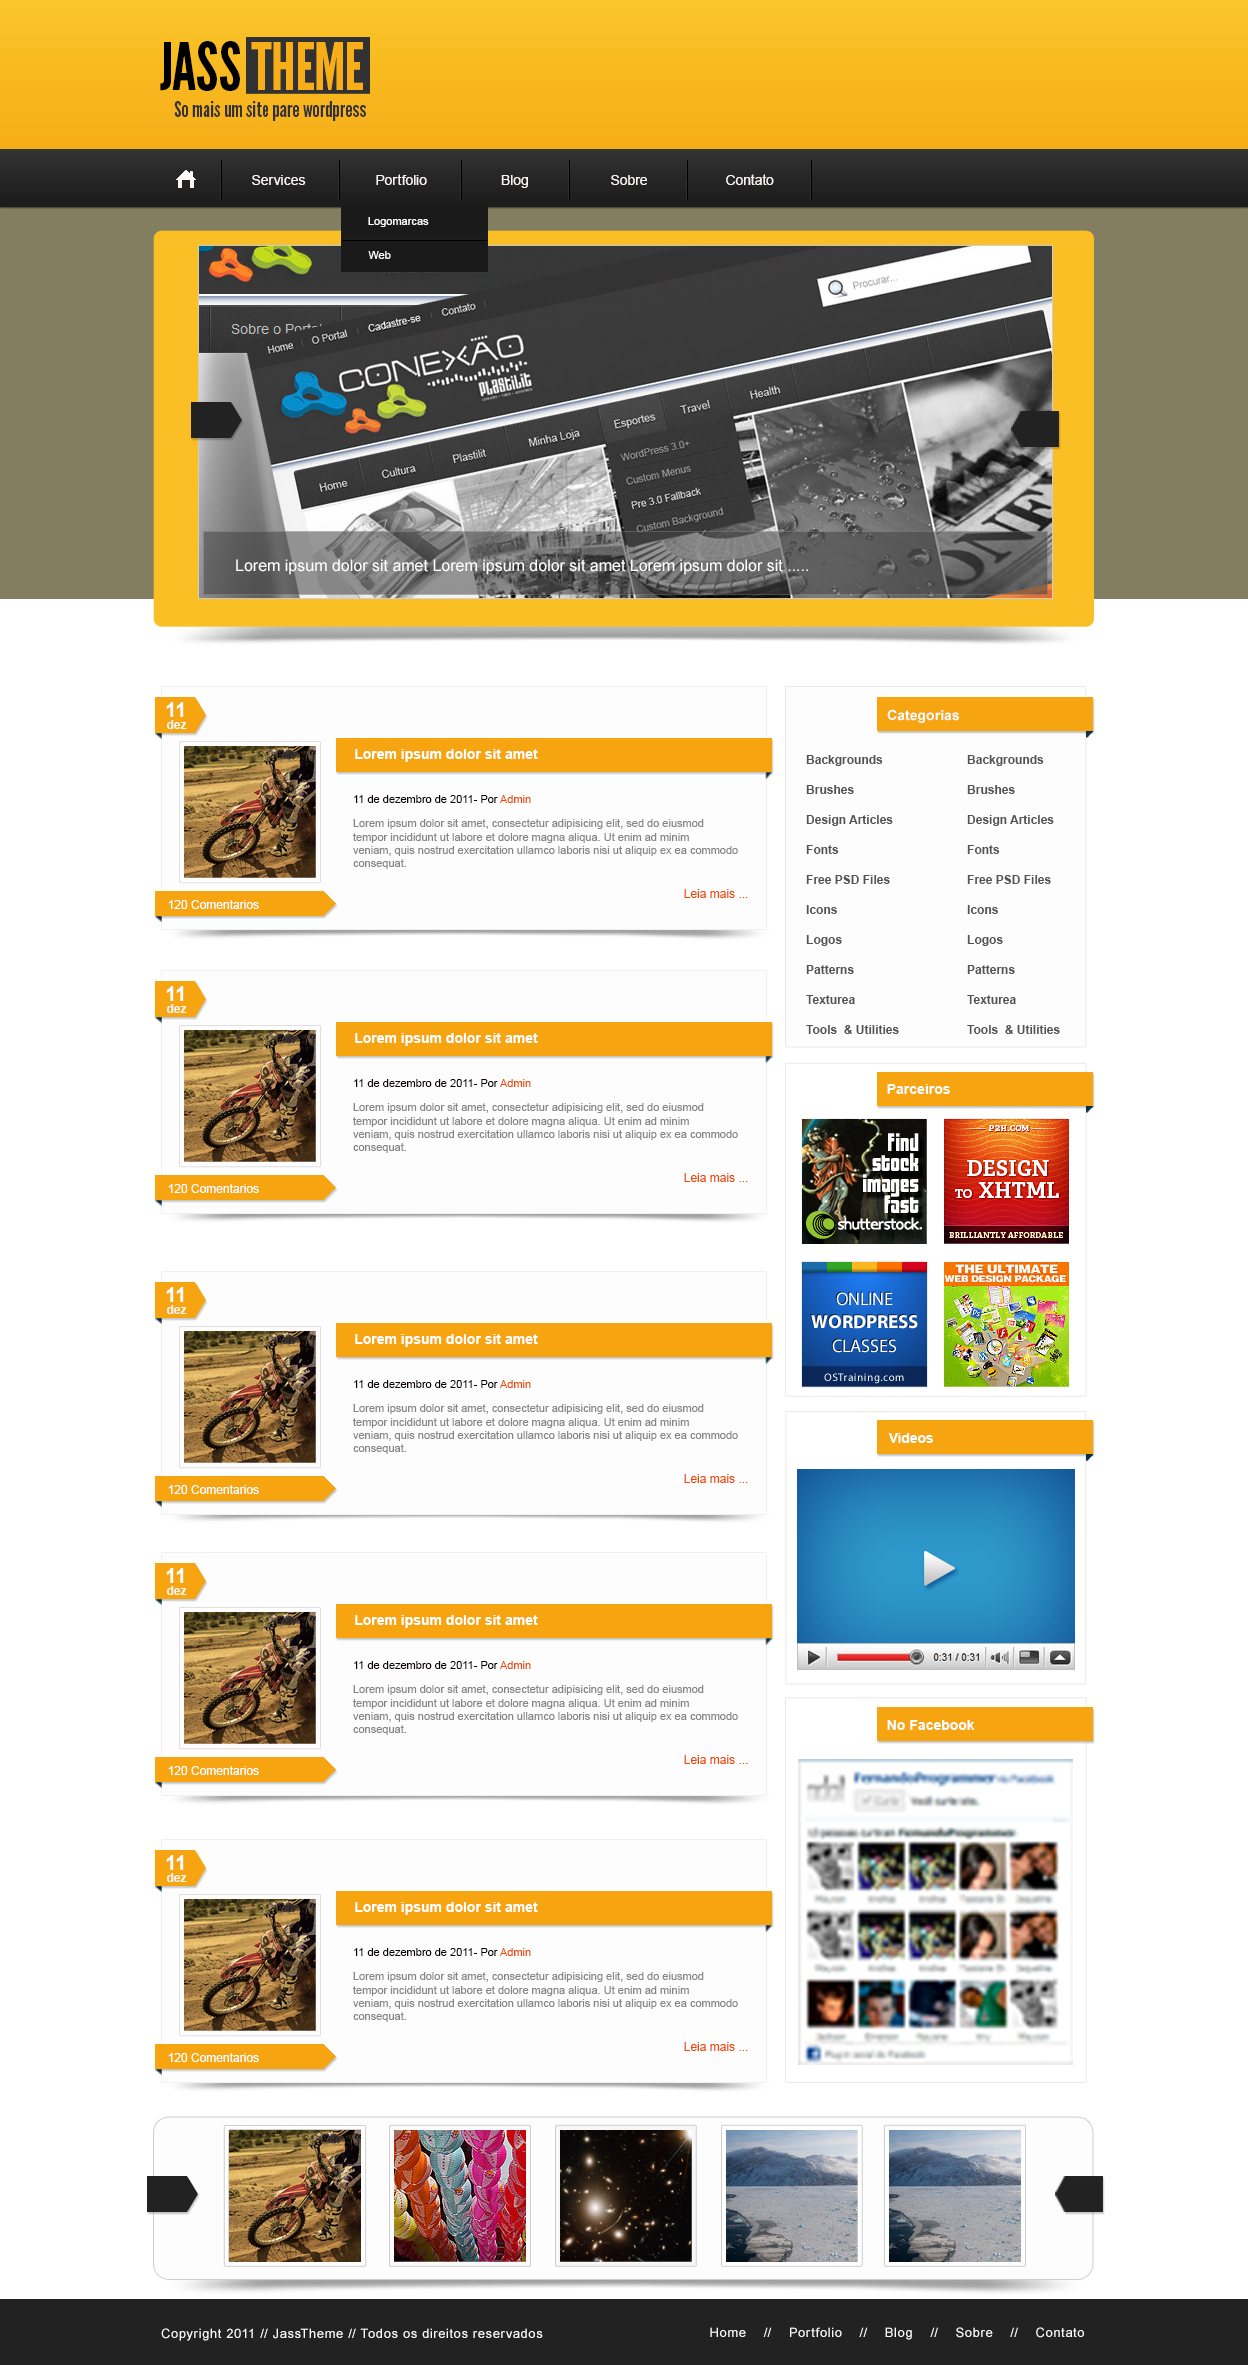 JASS THEME
So mais um site pare wordpress
Services
Portfolio
Blog
Sobre
Contato
Logomarcas
Web
Sobre o Portal
Home
O Portal
Cadastre-se
Contato
Procurar...
CONEXÃO
PLASTILIT
Home
Cultura
Plastilit
Minha Loja
Esportes
Travel
Health
WordPress 3.0+
Custom Menus
Pre 3.0 Fallback
Custom Background
Lorem ipsum dolor sit amet Lorem ipsum dolor sit amet Lorem ipsum dolor sit .....
11
dez
Lorem ipsum dolor sit amet
11 de dezembro de 2011- Por Admin
Lorem ipsum dolor sit amet, consectetur adipisicing elit, sed do eiusmod
tempor incididunt ut labore et dolore magna aliqua. Ut enim ad minim
veniam, quis nostrud exercitation ullamco laboris nisi ut aliquip ex ea commodo
consequat.
Leia mais ...
120 Comentarios
11
dez
Lorem ipsum dolor sit amet
11 de dezembro de 2011- Por Admin
Lorem ipsum dolor sit amet, consectetur adipisicing elit, sed do eiusmod
tempor incididunt ut labore et dolore magna aliqua. Ut enim ad minim
veniam, quis nostrud exercitation ullamco laboris nisi ut aliquip ex ea commodo
consequat.
Leia mais ...
120 Comentarios
11
dez
Lorem ipsum dolor sit amet
11 de dezembro de 2011- Por Admin
Lorem ipsum dolor sit amet, consectetur adipisicing elit, sed do eiusmod
tempor incididunt ut labore et dolore magna aliqua. Ut enim ad minim
veniam, quis nostrud exercitation ullamco laboris nisi ut aliquip ex ea commodo
consequat.
Leia mais ...
120 Comentarios
11
dez
Lorem ipsum dolor sit amet
11 de dezembro de 2011- Por Admin
Lorem ipsum dolor sit amet, consectetur adipisicing elit, sed do eiusmod
tempor incididunt ut labore et dolore magna aliqua. Ut enim ad minim
veniam, quis nostrud exercitation ullamco laboris nisi ut aliquip ex ea commodo
consequat.
Leia mais ...
120 Comentarios
11
dez
Lorem ipsum dolor sit amet
11 de dezembro de 2011- Por Admin
Lorem ipsum dolor sit amet, consectetur adipisicing elit, sed do eiusmod
tempor incididunt ut labore et dolore magna aliqua. Ut enim ad minim
veniam, quis nostrud exercitation ullamco laboris nisi ut aliquip ex ea commodo
consequat.
Leia mais ...
120 Comentarios
Categorias
Backgrounds Backgrounds
Brushes Brushes
Design Articles Design Articles
Fonts Fonts
Free PSD Files Free PSD Files
Icons Icons
Logos Logos
Patterns Patterns
Texturea Texturea
Tools & Utilities Tools & Utilities
Parceiros
find
stock
images
fast
shutterstock.
P2H.COM
DESIGN
TO XHTML
BRILLIANTLY AFFORDABLE
ONLINE
WORDPRESS
CLASSES
OSTraining.com
THE ULTIMATE
WEB DESIGN PACKAGE
Videos
0:31 / 0:31
No Facebook
FernandoProgrammer no Facebook
Curtir
Você curte isto.
pessoas curtiram FernandoProgrammer.
Plug-in social do Facebook
Copyright 2011 // JassTheme // Todos os direitos reservados
Home // Portfolio // Blog // Sobre // Contato